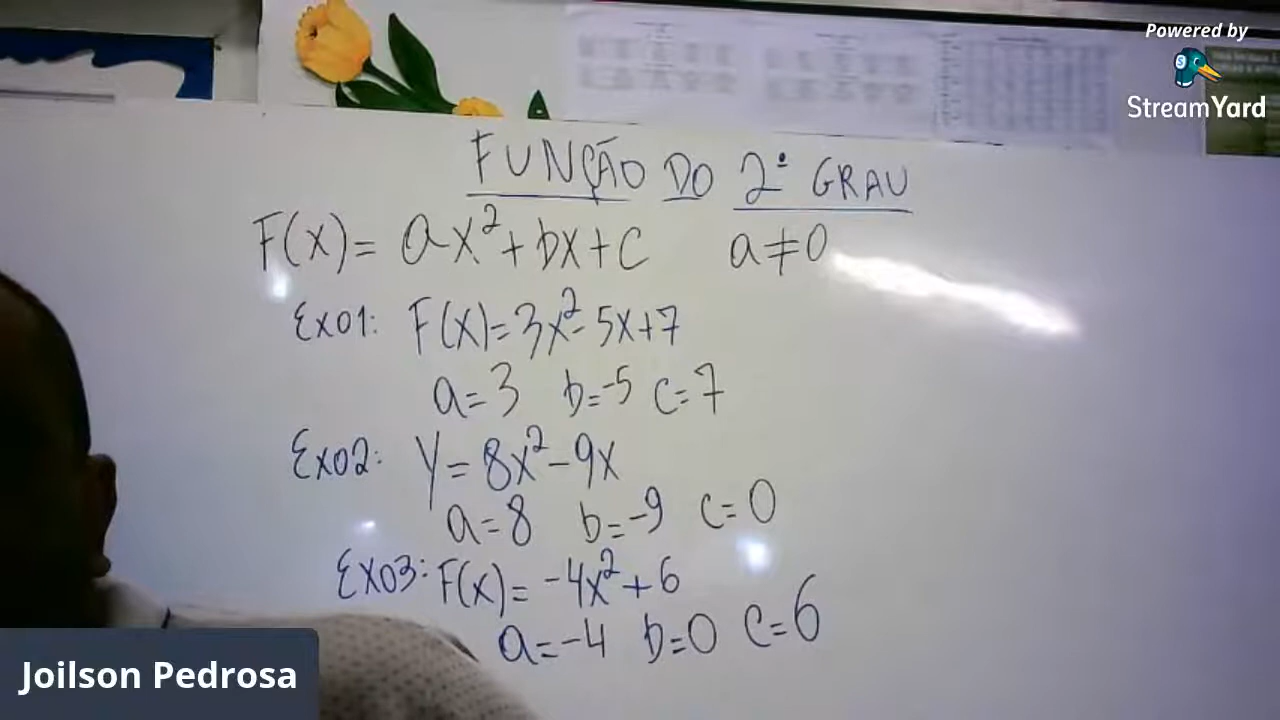 Powered by
StreamYard
FUNÇÃO DO 2º GRAU
F(x)= ax²+bx+c a≠0
Ex01: F(x)=3x²-5x+7
a=3 b=-5 c=7
Ex02: y=8x²-9x
a=8 b=-9 c=0
Ex03: F(x)=-4x²+6
a=-4 b=0 c=6
Joilson Pedrosa